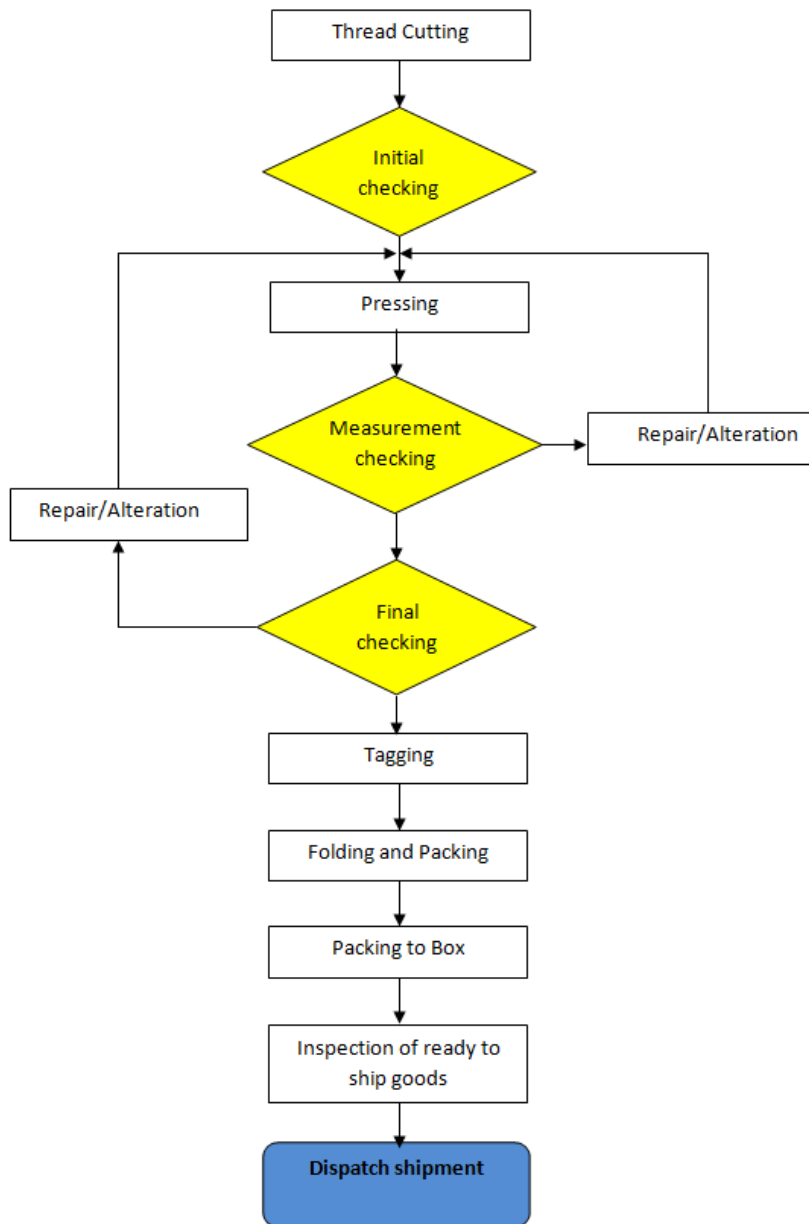 Thread Cutting
Initial
checking
Pressing
Measurement
checking
Repair/Alteration
Repair/Alteration
Final
checking
Tagging
Folding and Packing
Packing to Box
Inspection of ready to
ship goods
Dispatch shipment